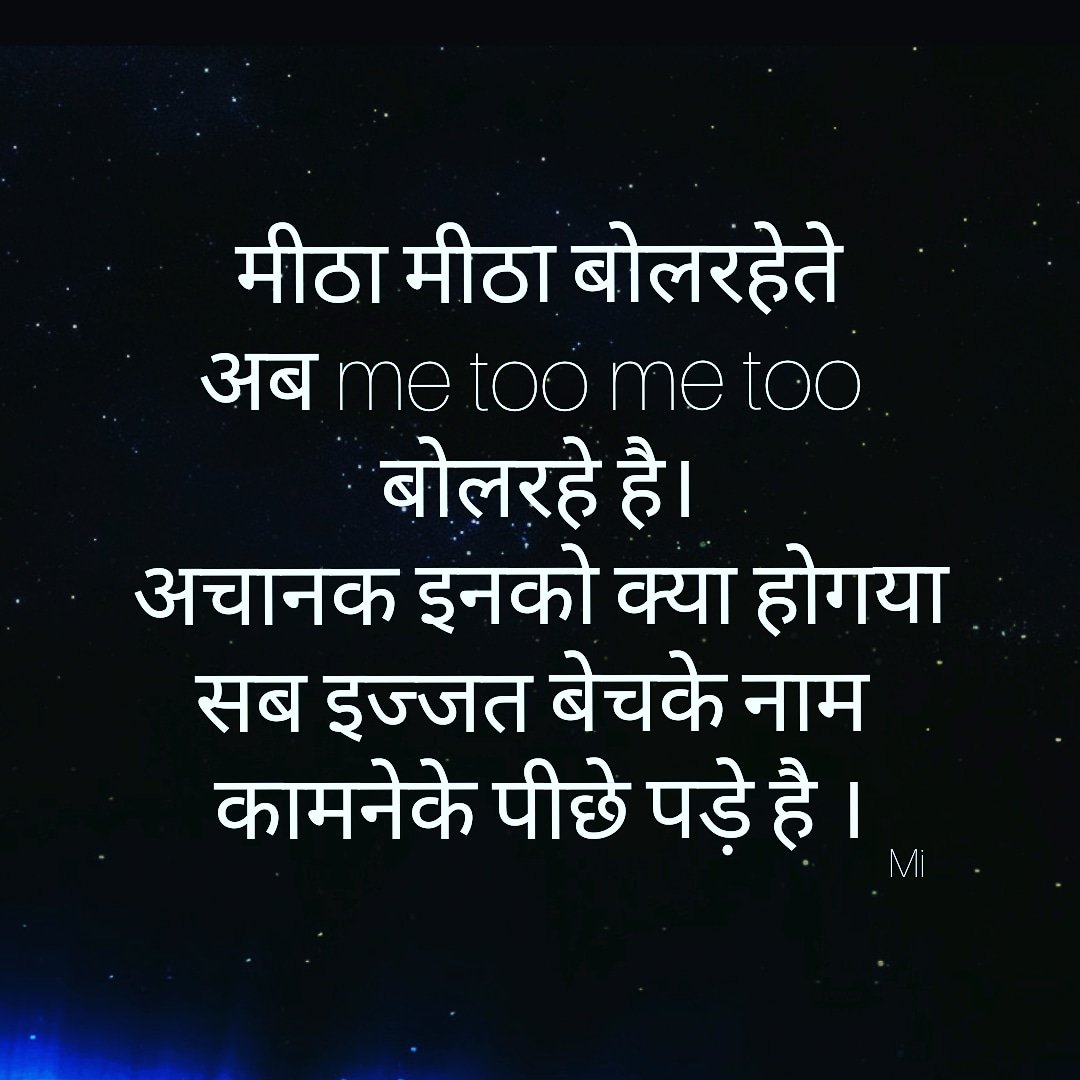 मीठा मीठा बोलरहेते
अब me too me too
बोलरहे है।
अचानक इनको क्या होगया
सब इज्जत बेचके नाम
कामनेके पीछे पड़े है ।
Mi